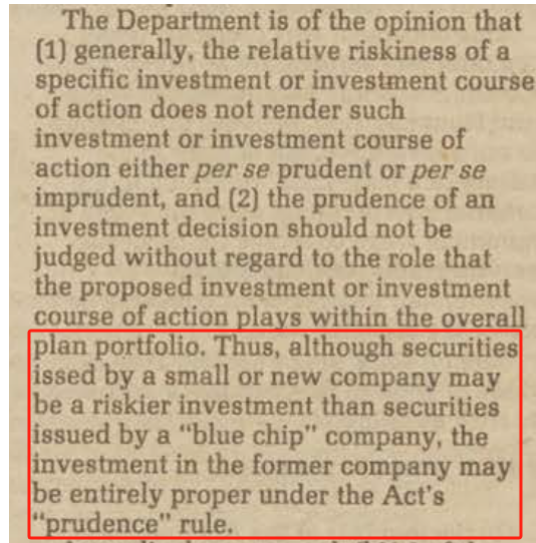 The Department is of the opinion that
(1) generally, the relative riskiness of a
specific investment or investment course
of action does not render such
investment or investment course of
action either per se prudent or per se
imprudent, and (2) the prudence of an
investment decision should not be
judged without regard to the role that
the proposed investment or investment
course of action plays within the overall
plan portfolio. Thus, although securities
issed by a small or new company may
be a riskier investment than securities
issued by a “blue chip” company, the
investment in the former company may
be entirely proper under the Act's
“prudence” rule.